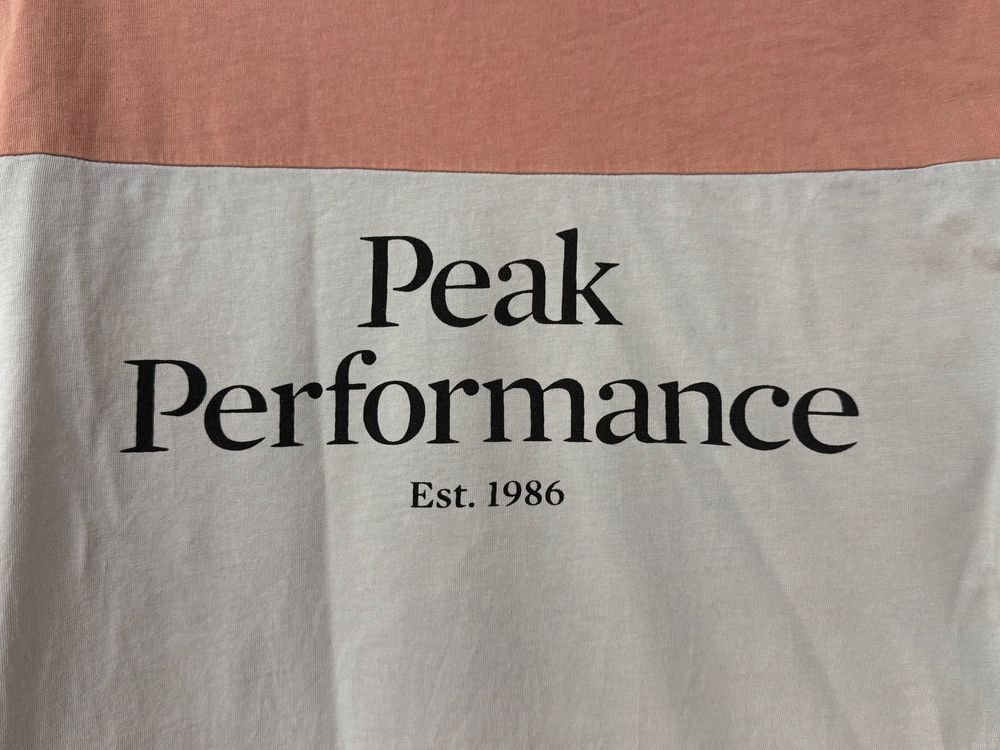 Peak
Performance
Est. 1986